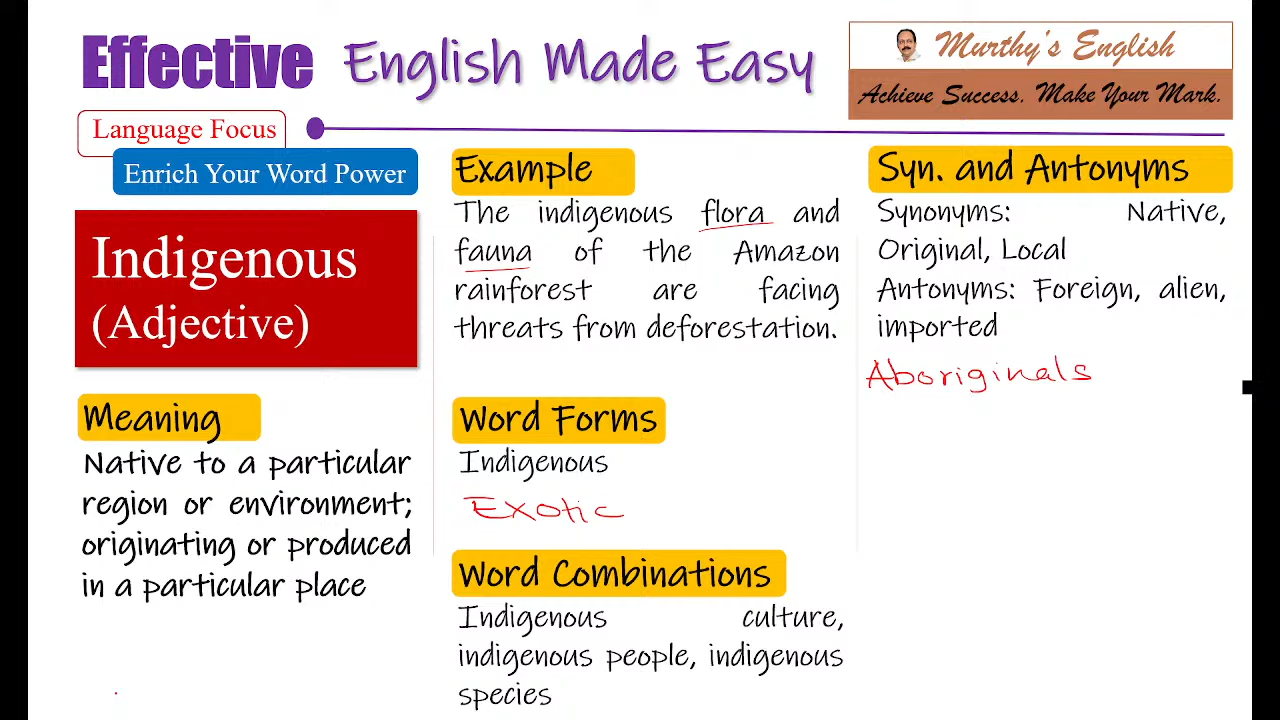 Effective English Made Easy
Murthy's English
Achieve Success. Make Your Mark.
Language Focus
Enrich Your Word Power
Indigenous
(Adjective)
Meaning
Native to a particular
region or environment;
originating or produced
in a particular place
Example
The indigenous flora and
fauna of the Amazon
rainforest are facing
threats from deforestation.
Word Forms
Indigenous
Exotic
Word Combinations
Indigenous culture,
indigenous people, indigenous
species
Syn. and Antonyms
Synonyms: Native,
Original, Local
Antonyms: Foreign, alien,
imported
Aboriginals